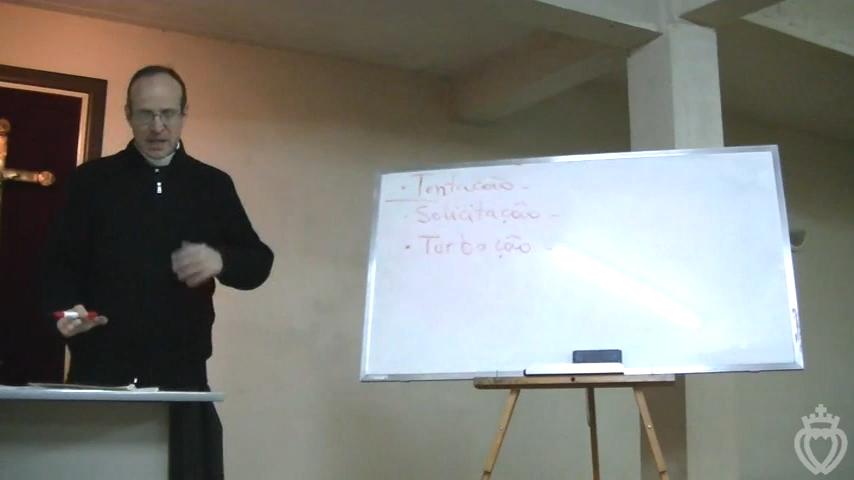 • Tentação -
• Solicitação -
• Turbação -